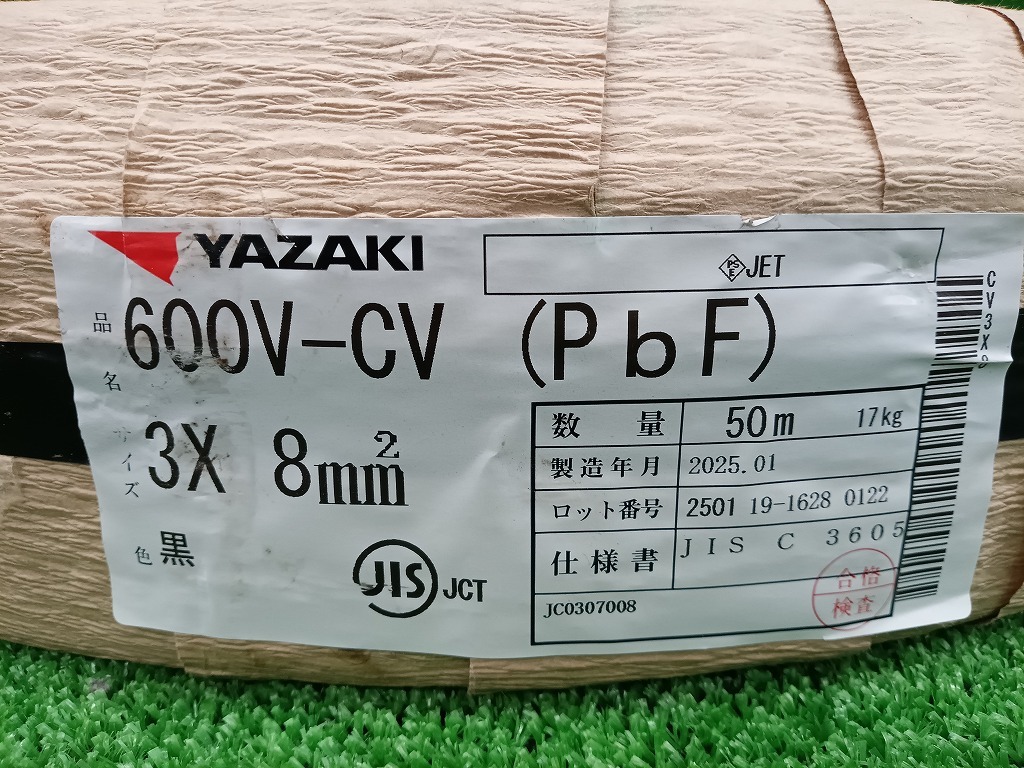 YAZAKI
PS E JET
品名 600V-CV (PbF)
サイズ 3X 8mm²
色 黒
JIS JCT
数量 50m 17kg
製造年月 2025.01
ロット番号 2501 19-1628 0122
仕様書 JIS C 3605
JC0307008
合格
検査
CV3X8